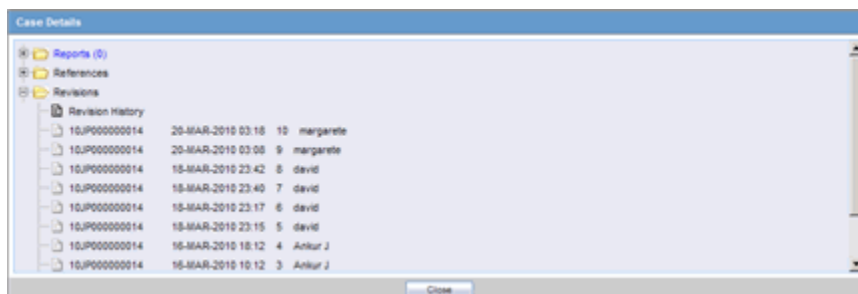 Case Details
Reports (0)
References
Revisions
Revision History
10JP000000014 20-MAR-2010 03:18 10 margarete
10JP000000014 20-MAR-2010 03:08 9 margarete
10JP000000014 18-MAR-2010 23:42 8 david
10JP000000014 18-MAR-2010 23:40 7 david
10JP000000014 18-MAR-2010 23:17 6 david
10JP000000014 18-MAR-2010 23:15 5 david
10JP000000014 16-MAR-2010 18:12 4 Ankur J
10JP000000014 16-MAR-2010 10:12 3 Ankur J
Close